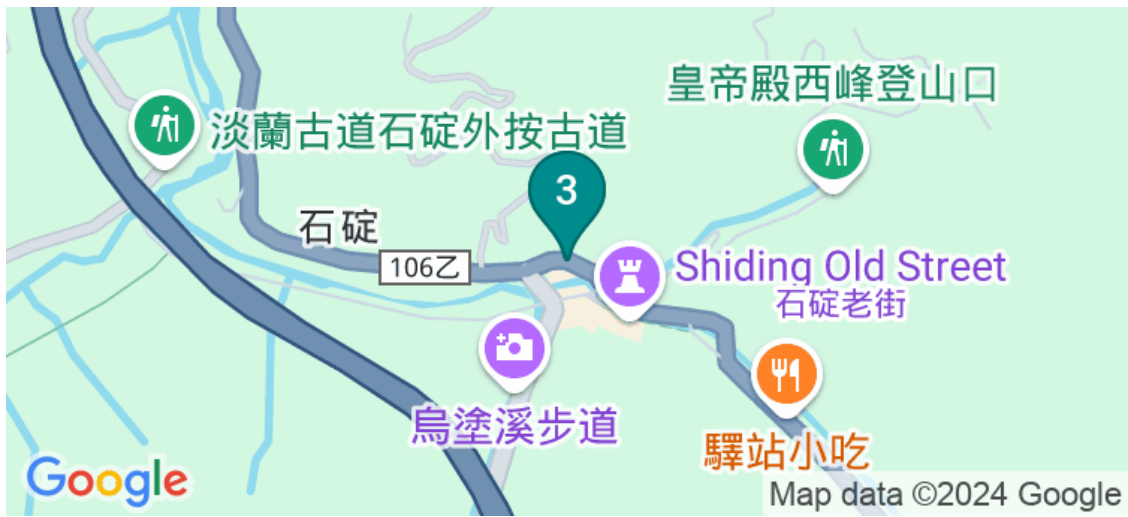 皇帝殿西峰登山口
淡蘭古道石碇外按古道
3
石碇
106乙
Shiding Old Street
石碇老街
烏塗溪步道
驛站小吃
Google
Map data ©2024 Google